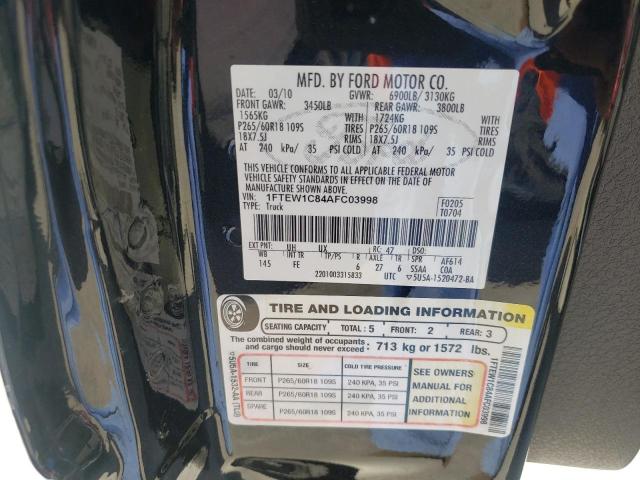 MFD. BY FORD MOTOR CO.
DATE: 03/10 GVWR: 6900LB/ 3130KG
FRONT GAWR: 3450LB REAR GAWR: 3800LB
1565KG 1724KG
P265/60R18 109S TIRES P265/60R18 109S TIRES
18X7.5J RIMS 18X7.5J RIMS
AT 240 kPa/ 35 PSI COLD AT 240 kPa/ 35 PSI COLD
THIS VEHICLE CONFORMS TO ALL APPLICABLE FEDERAL MOTOR
VEHICLE SAFETY STANDARDS IN EFFECT ON THE DATE OF
MANUFACTURE SHOWN ABOVE.
VIN: 1FTEW1C84AFC03998
TYPE: Truck
F0205
T0704
EXT PNT: UH UX RC: 47 DSO:
WB INT TR TP/PS R AXLE TR SPR AF614
145 FE 6 27 6 SSAA COA
2201003315833 UTC ▽5U5A-1520472-BA
TIRE AND LOADING INFORMATION
SEATING CAPACITY TOTAL: 5 FRONT: 2 REAR: 3
The combined weight of occupants
and cargo should never exceed: 713 kg or 1572 lbs.
TIRE SIZE COLD TIRE PRESSURE
FRONT P265/60R18 109S 240 KPA, 35 PSI
REAR P265/60R18 109S 240 KPA, 35 PSI
SPARE P265/60R18 109S 240 KPA, 35 PSI
SEE OWNERS
MANUAL FOR
ADDITIONAL
INFORMATION
1FTEW1C84AFC03998